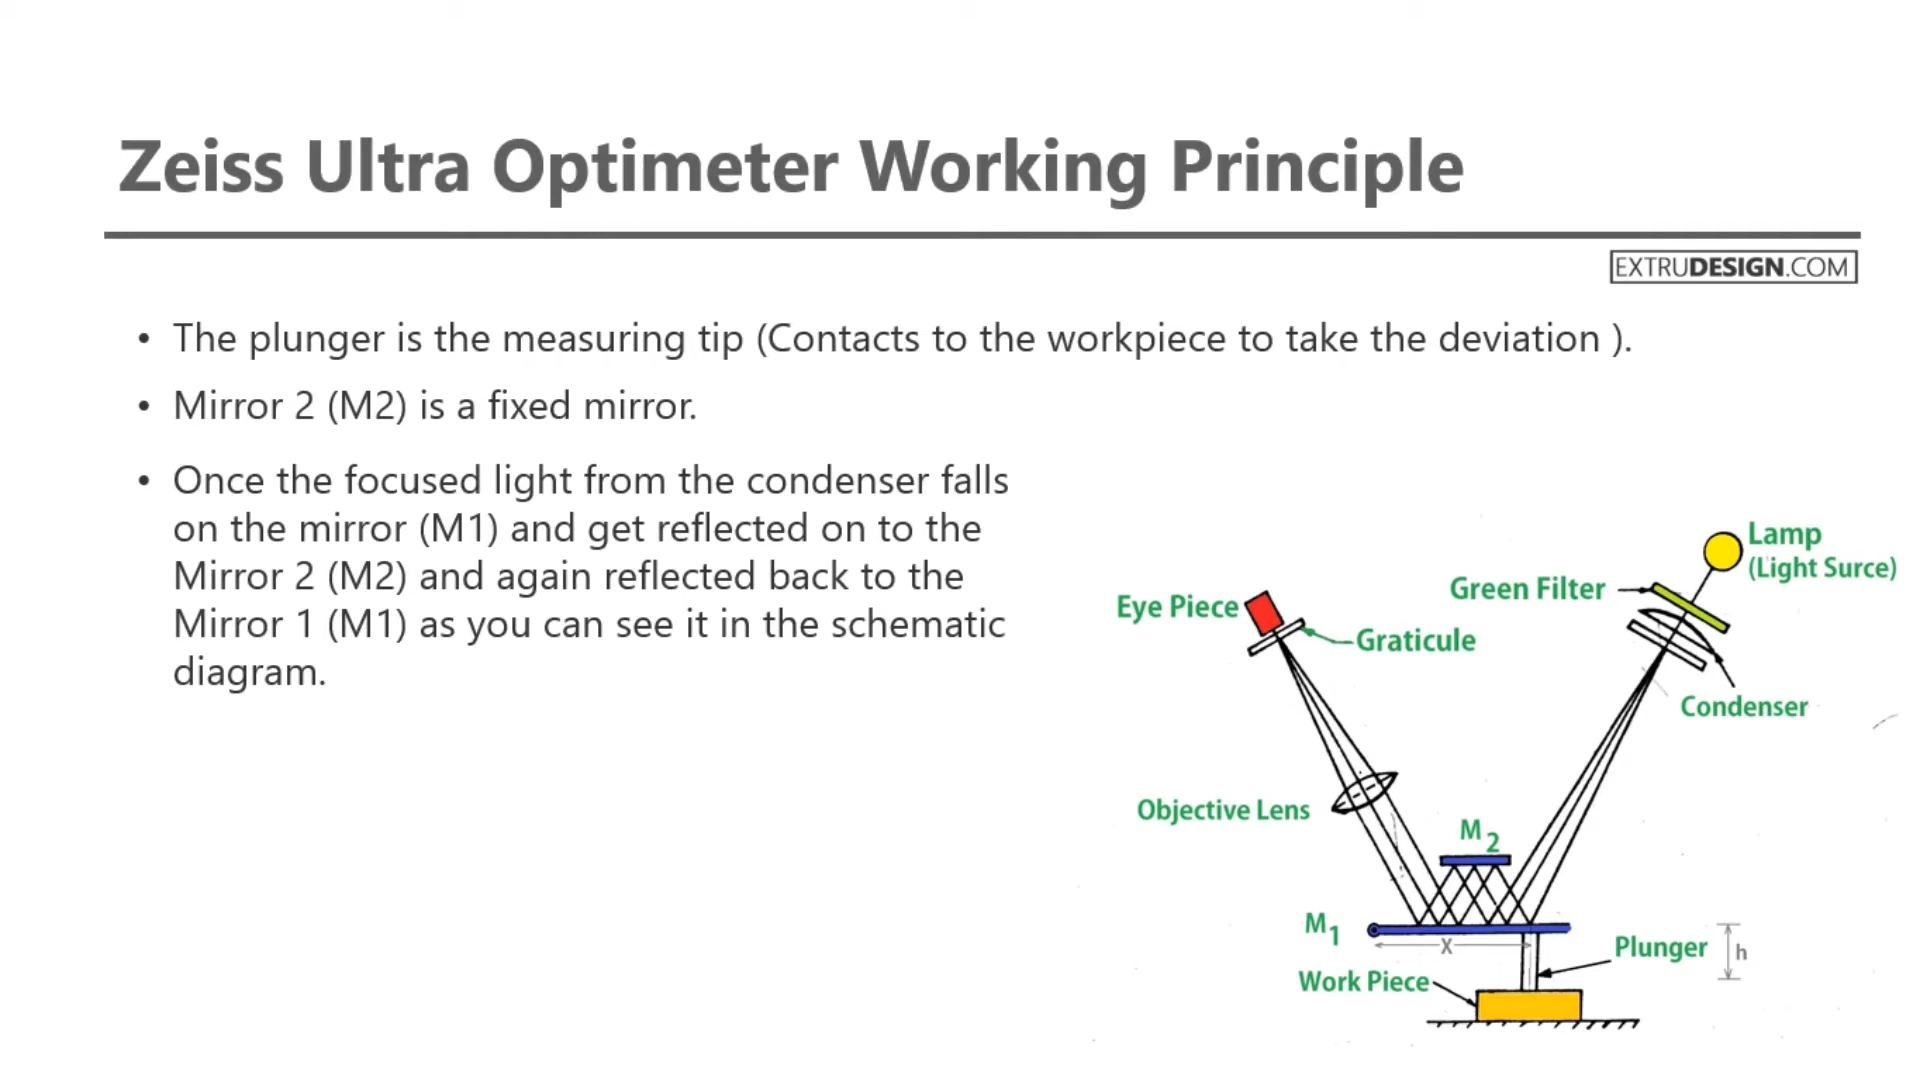 Zeiss Ultra Optimeter Working Principle
EXTRUDESIGN.COM
• The plunger is the measuring tip (Contacts to the workpiece to take the deviation ).
• Mirror 2 (M2) is a fixed mirror.
• Once the focused light from the condenser falls
on the mirror (M1) and get reflected on to the
Mirror 2 (M2) and again reflected back to the
Mirror 1 (M1) as you can see it in the schematic
diagram.
Lamp
(Light Surce)
Green Filter
Eye Piece
Graticule
Condenser
Objective Lens
M2
M1
X
Plunger
h
Work Piece